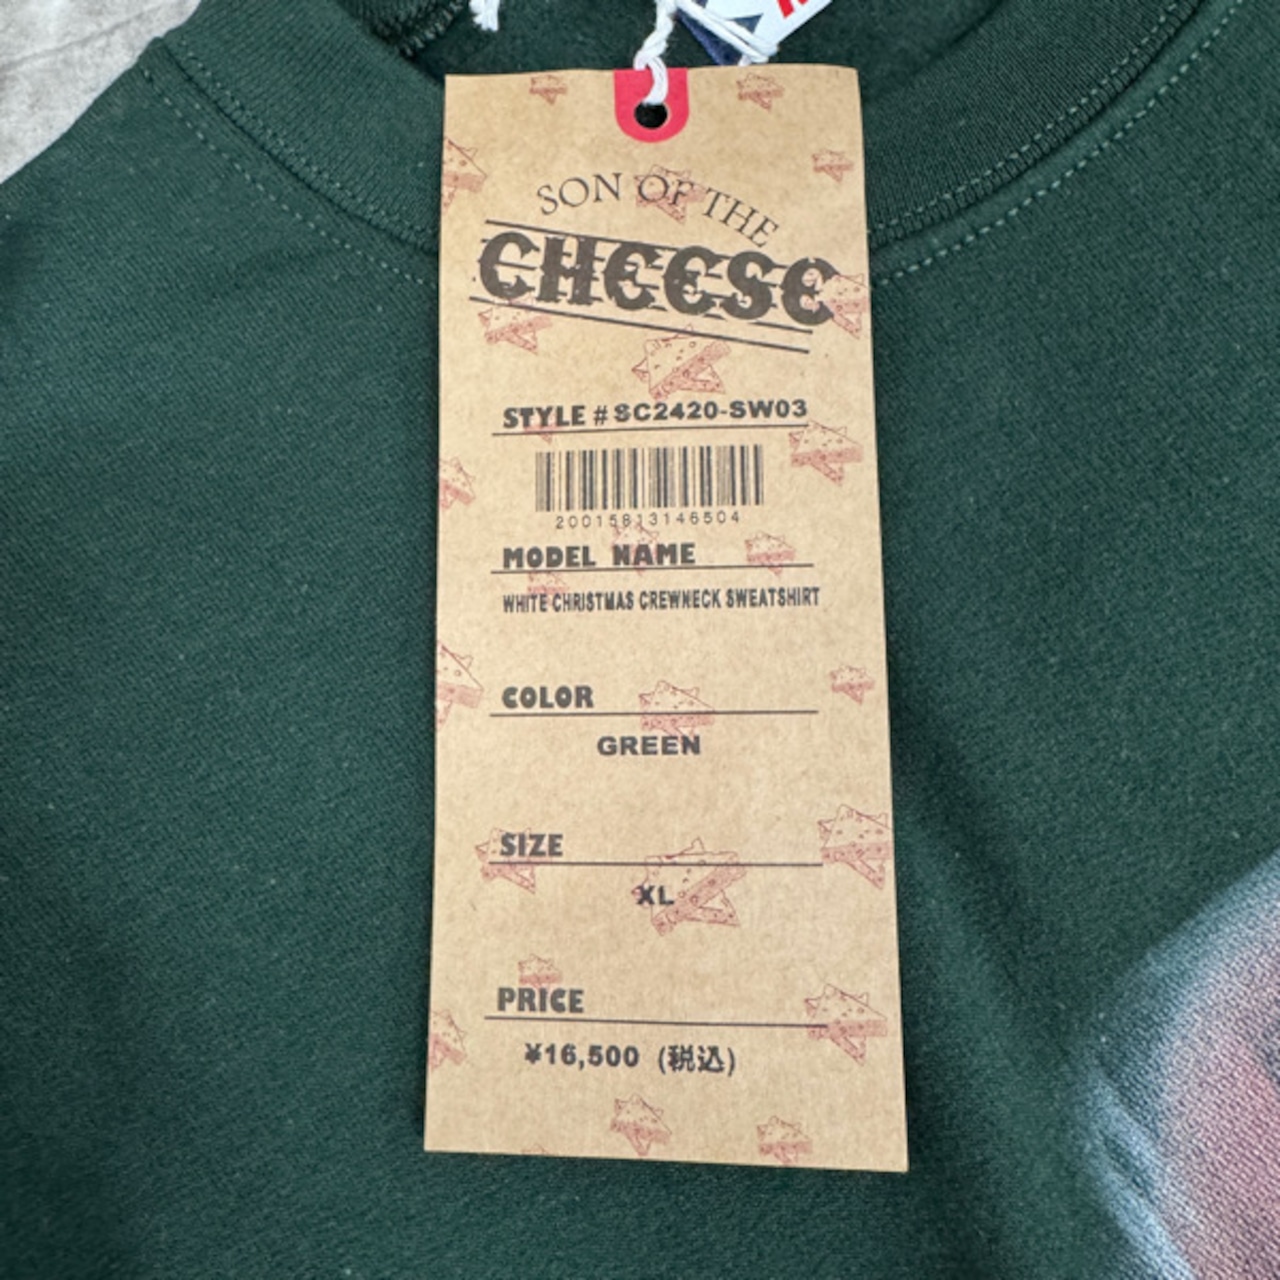 SON OF THE
CHEESE
STYLE # SC2420-SW03
20015813146504
MODEL NAME
WHITE CHRISTMAS CREWNECK SWEATSHIRT
COLOR
GREEN
SIZE
XL
PRICE
¥16,500 (税込)